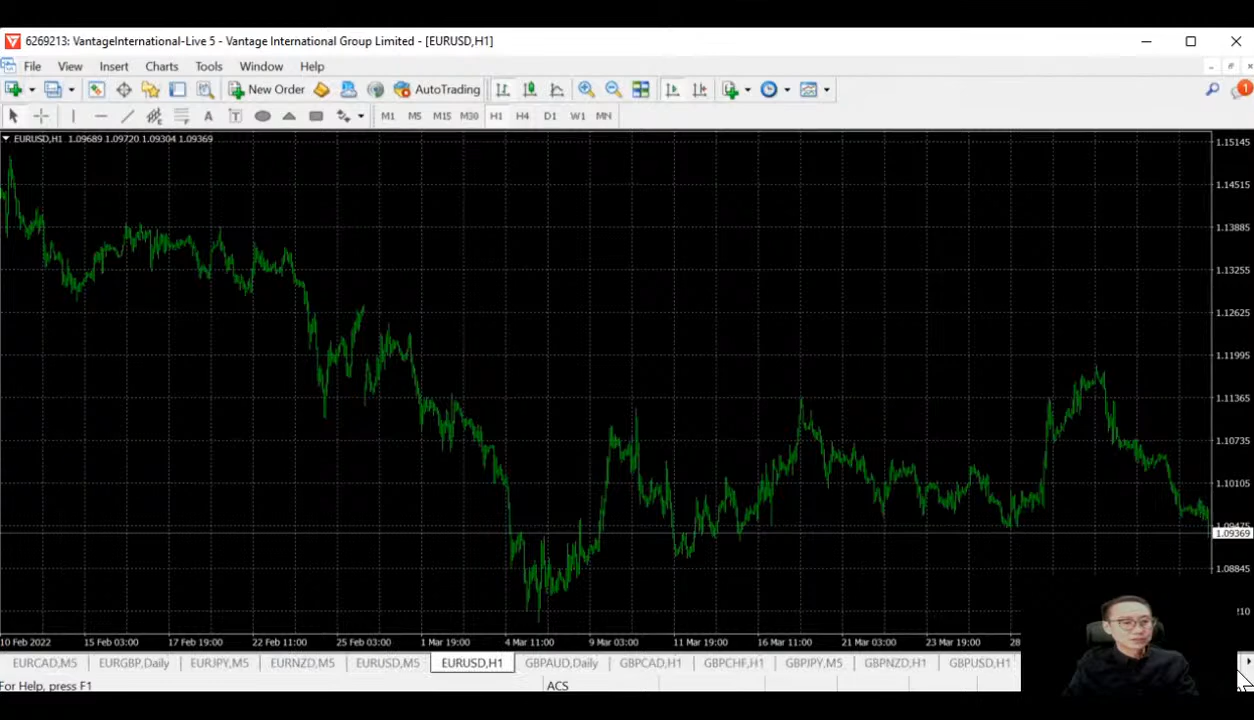 6269213: VantageInternational-Live 5 - Vantage International Group Limited - [EURUSD,H1]
File View Insert Charts Tools Window Help
New Order AutoTrading 1
A T M1 M5 M15 M30 H1 H4 D1 W1 MN
EURUSD,H1 1.09689 1.09720 1.09304 1.09369
1.15145
1.14515
1.13885
1.13255
1.12625
1.11995
1.11365
1.10735
1.10105
1.09475
1.09369
1.08845
10
10 Feb 2022 15 Feb 03:00 17 Feb 19:00 22 Feb 11:00 25 Feb 03:00 1 Mar 19:00 4 Mar 11:00 9 Mar 03:00 11 Mar 19:00 16 Mar 11:00 21 Mar 03:00 23 Mar 19:00 28
EURCAD,M5 EURGBP,Daily EURJPY,M5 EURNZD,M5 EURUSD,M5 EURUSD,H1 GBPAUD,Daily GBPCAD,H1 GBPCHF,H1 GBPJPY,M5 GBPNZD,H1 GBPUSD,H1
For Help, press F1 ACS